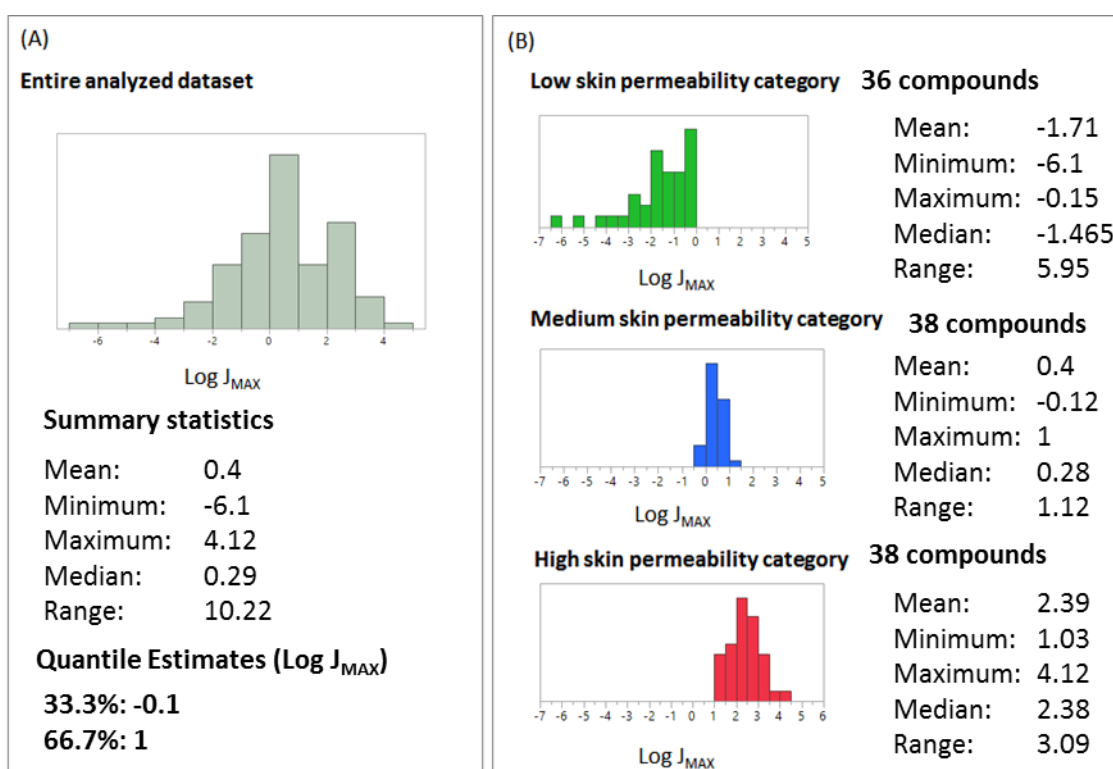 (A)
Entire analyzed dataset
-6 -4 -2 0 2 4
Log J_MAX
Summary statistics
Mean: 0.4
Minimum: -6.1
Maximum: 4.12
Median: 0.29
Range: 10.22
Quantile Estimates (Log J_MAX)
33.3%: -0.1
66.7%: 1
(B)
Low skin permeability category 36 compounds
-7 -6 -5 -4 -3 -2 -1 0 1 2 3 4 5
Log J_MAX
Mean: -1.71
Minimum: -6.1
Maximum: -0.15
Median: -1.465
Range: 5.95
Medium skin permeability category 38 compounds
-7 -6 -5 -4 -3 -2 -1 0 1 2 3 4 5
Log J_MAX
Mean: 0.4
Minimum: -0.12
Maximum: 1
Median: 0.28
Range: 1.12
High skin permeability category 38 compounds
-7 -6 -5 -4 -3 -2 -1 0 1 2 3 4 5 6
Log J_MAX
Mean: 2.39
Minimum: 1.03
Maximum: 4.12
Median: 2.38
Range: 3.09